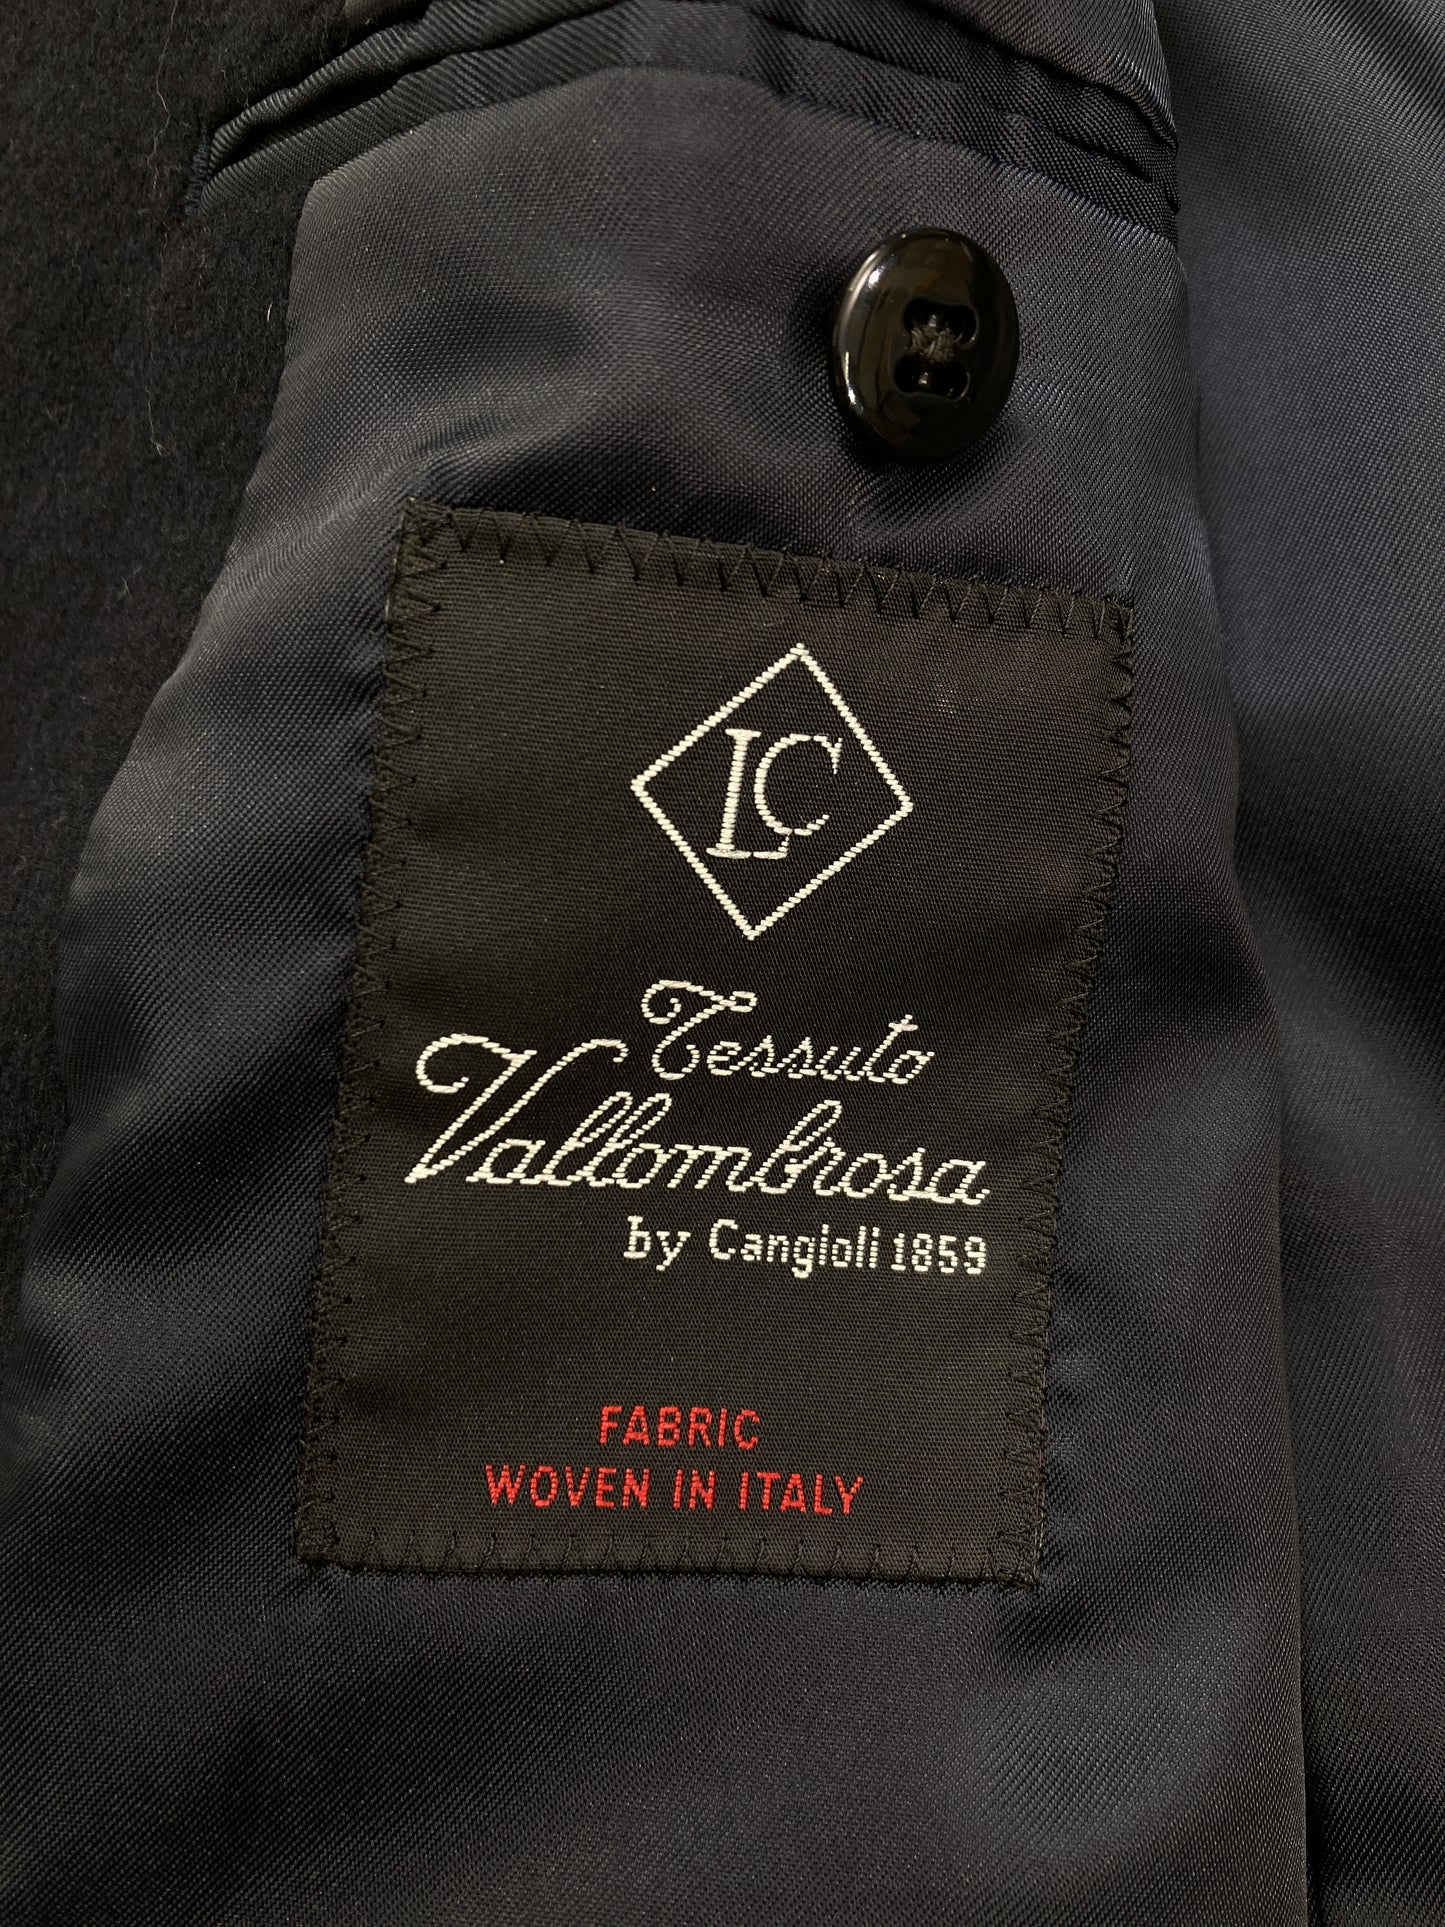 LC
Tessuto
Vallombrosa
by Cangioli 1859
FABRIC
WOVEN IN ITALY